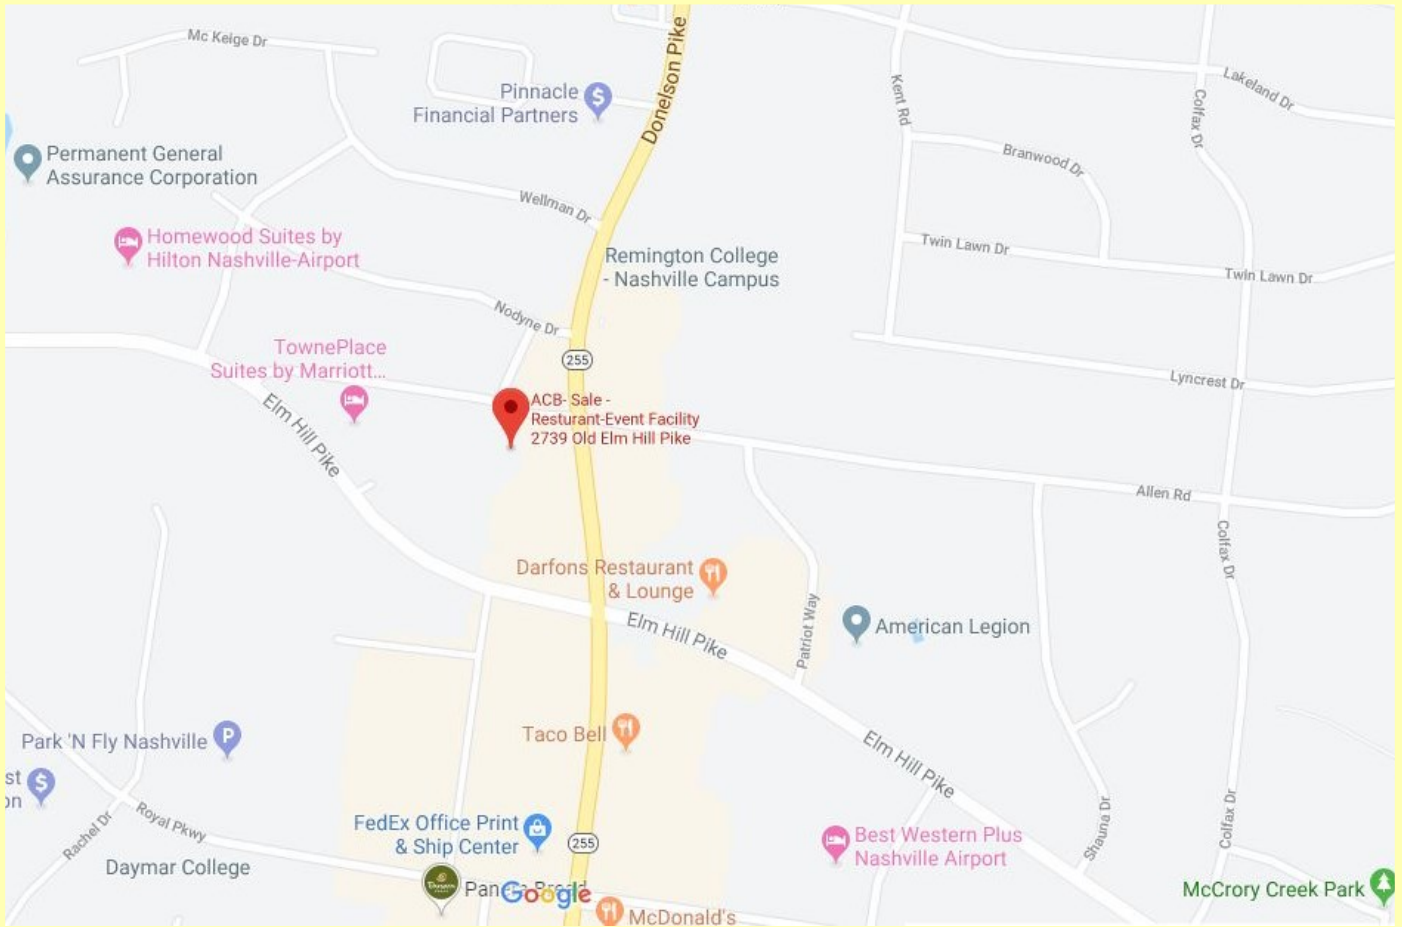 Mc Keige Dr
Donelson Pike
Pinnacle
Financial Partners
Kent Rd
Lakeland Dr
Colfax Dr
Permanent General
Assurance Corporation
Branwood Dr
Wellman Dr
Homewood Suites by
Hilton Nashville-Airport
Remington College
- Nashville Campus
Twin Lawn Dr
Twin Lawn Dr
Nodyne Dr
TownePlace
Suites by Marriott...
255
Lyncrest Dr
ACB- Sale -
Resturant-Event Facility
2739 Old Elm Hill Pike
Elm Hill Pike
Allen Rd
Colfax Dr
Darfons Restaurant
& Lounge
Elm Hill Pike
Patriot Way
American Legion
Taco Bell
Park 'N Fly Nashville
P
st
on
Elm Hill Pike
Rachel Dr
Royal Pkwy
FedEx Office Print
& Ship Center
255
Best Western Plus
Nashville Airport
Shauna Dr
Colfax Dr
Daymar College
Panera Bread
Google
McDonald's
McCrory Creek Park